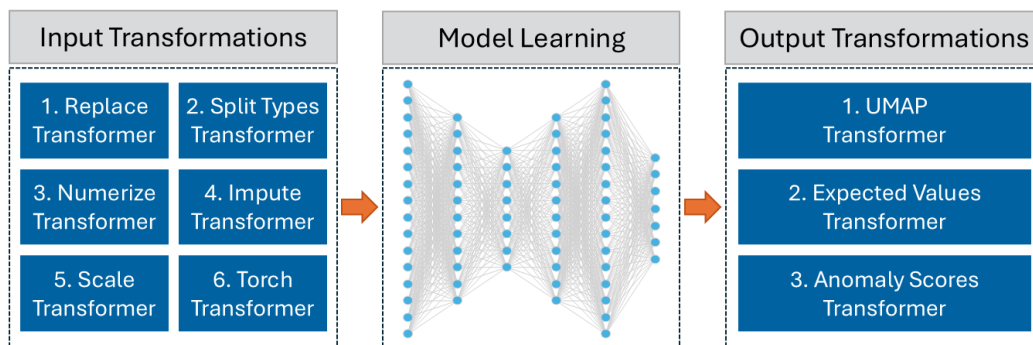 Input Transformations
1. Replace
Transformer
2. Split Types
Transformer
3. Numerize
Transformer
4. Impute
Transformer
5. Scale
Transformer
6. Torch
Transformer
Model Learning
Output Transformations
1. UMAP
Transformer
2. Expected Values
Transformer
3. Anomaly Scores
Transformer